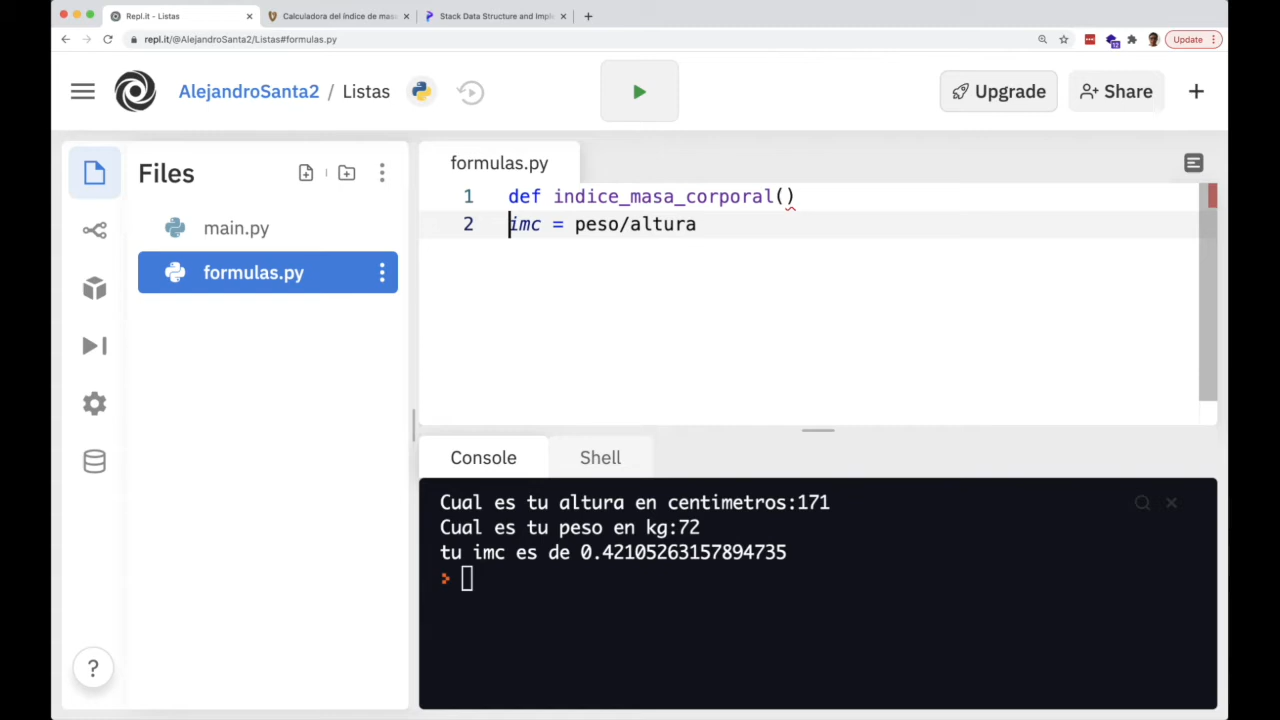 Repl.it - Listas
Calculadora del índice de mas
Stack Data Structure and Imple
repl.it/@AlejandroSanta2/Listas#formulas.py
12
Update
AlejandroSanta2 / Listas
Upgrade
Share
Files
main.py
formulas.py
formulas.py
1 def indice_masa_corporal()
2 imc = peso/altura
Console
Shell
Cual es tu altura en centimetros:171
Cual es tu peso en kg:72
tu imc es de 0.42105263157894735
?